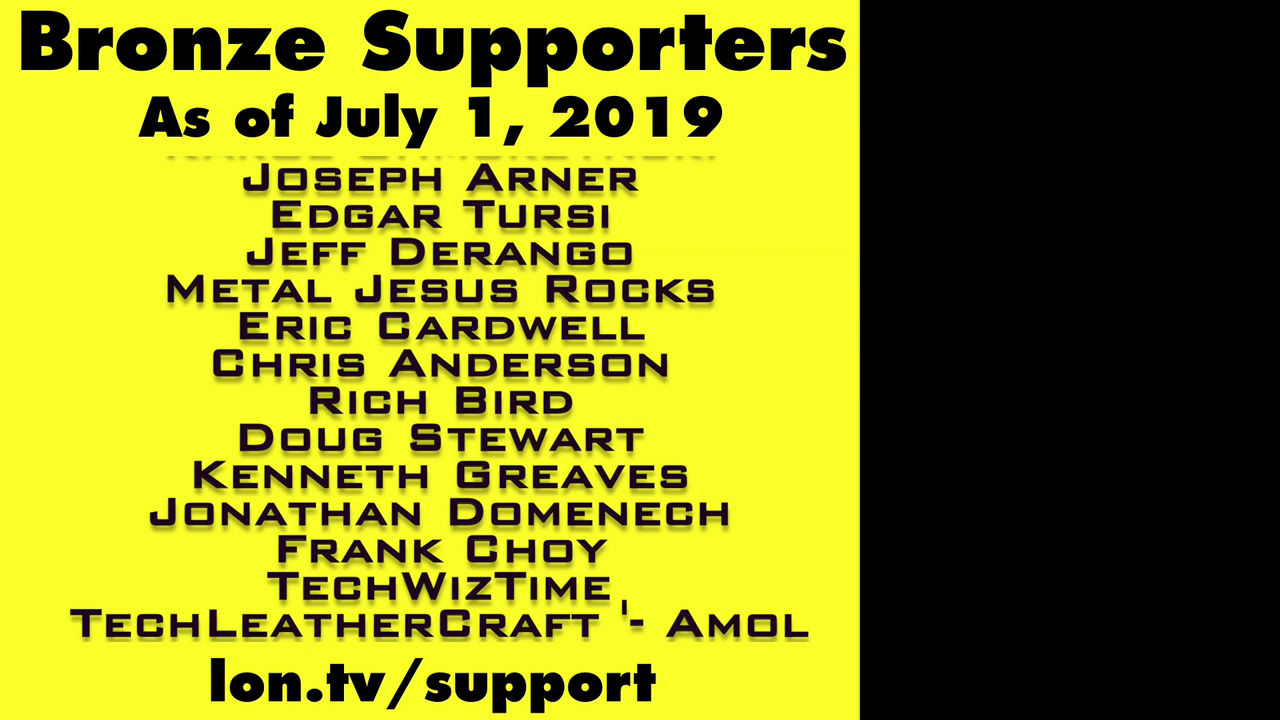 Bronze Supporters
As of July 1, 2019
Joseph Arner
Edgar Tursi
Jeff Derango
Metal Jesus Rocks
Eric Cardwell
Chris Anderson
Rich Bird
Doug Stewart
Kenneth Greaves
Jonathan Domenech
Frank Choy
TechWizTime
TechLeatherCraft '- Amol
lon.tv/support